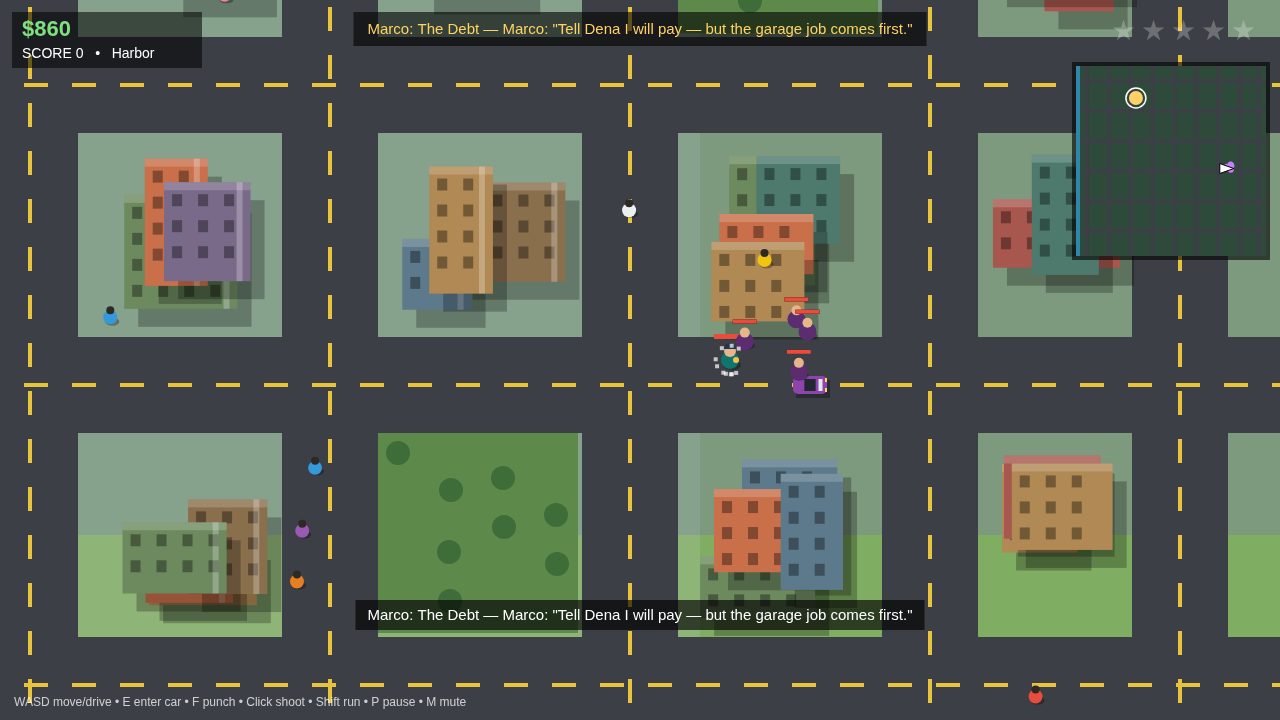 $860
SCORE 0 • Harbor
Marco: The Debt — Marco: "Tell Dena I will pay — but the garage job comes first."
Marco: The Debt — Marco: "Tell Dena I will pay — but the garage job comes first."
WASD move/drive • E enter car • F punch • Click shoot • Shift run • P pause • M mute